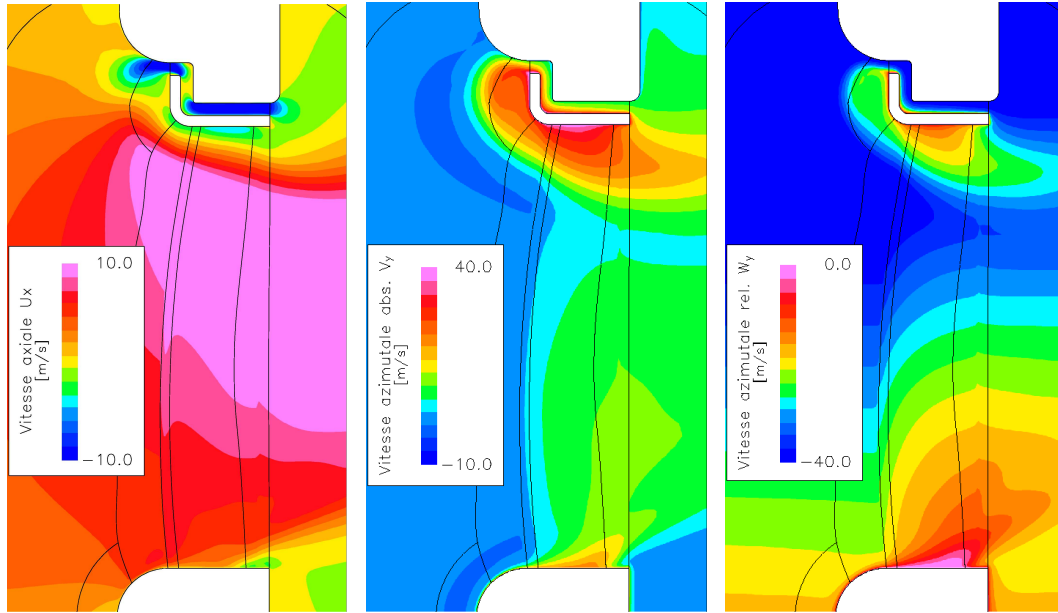 10.0
Vitesse axiale Ux
[m/s]
−10.0
40.0
Vitesse azimutale abs. Vy
[m/s]
−10.0
0.0
Vitesse azimutale rel. Wy
[m/s]
−40.0